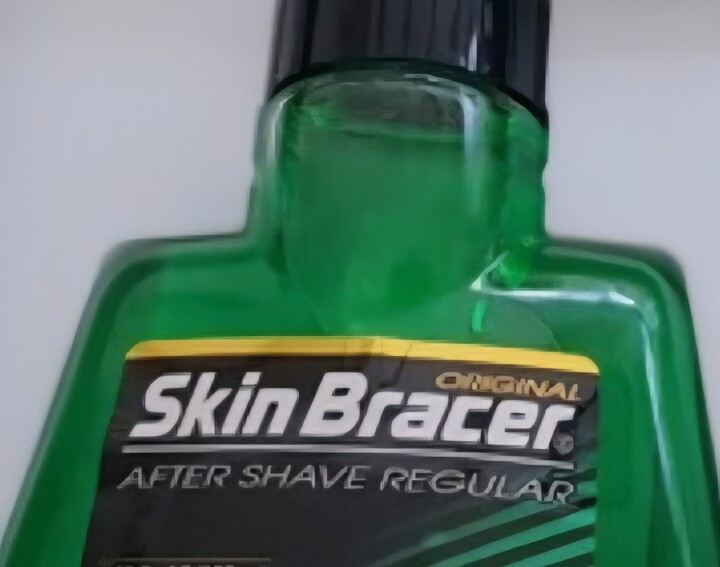 ORIGINAL
Skin Bracer
AFTER SHAVE REGULAR